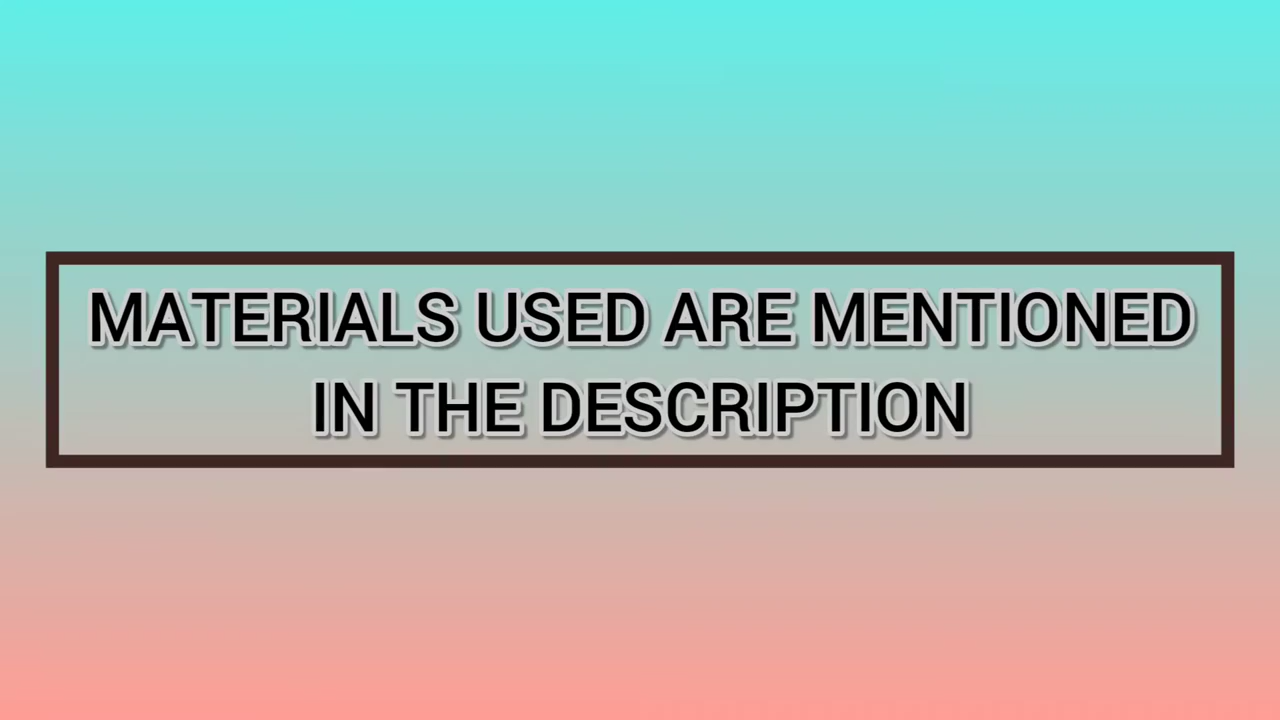 MATERIALS USED ARE MENTIONED
IN THE DESCRIPTION